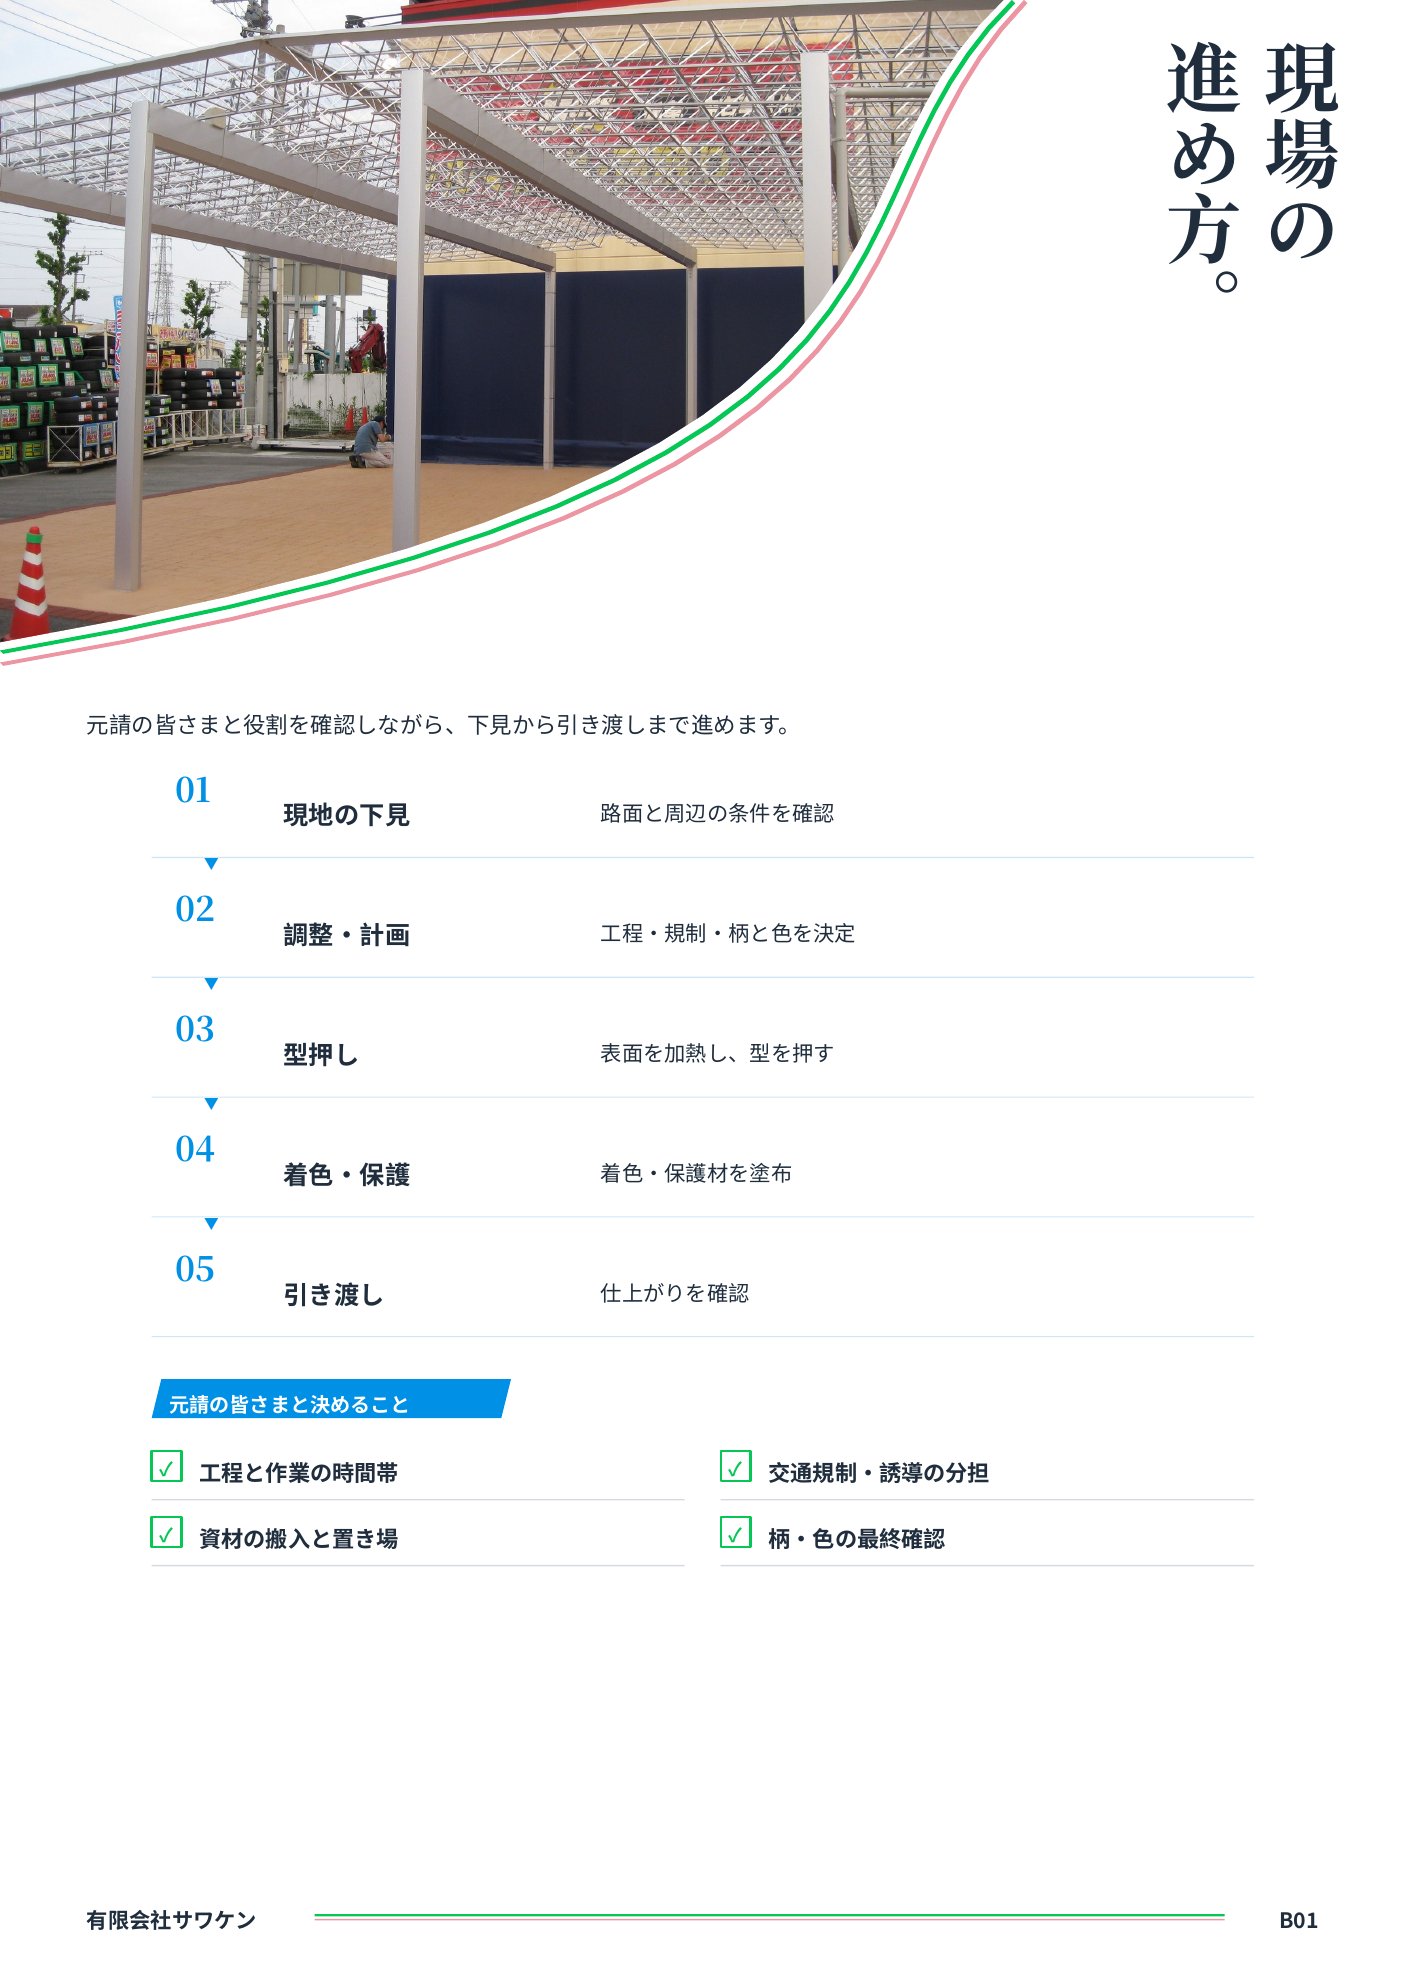 現場の
進め方。
元請の皆さまと役割を確認しながら、下見から引き渡しまで進めます。
01
現地の下見
路面と周辺の条件を確認
02
調整・計画
工程・規制・柄と色を決定
03
型押し
表面を加熱し、型を押す
04
着色・保護
着色・保護材を塗布
05
引き渡し
仕上がりを確認
元請の皆さまと決めること
✓ 工程と作業の時間帯
✓ 交通規制・誘導の分担
✓ 資材の搬入と置き場
✓ 柄・色の最終確認
有限会社サワケン
B01